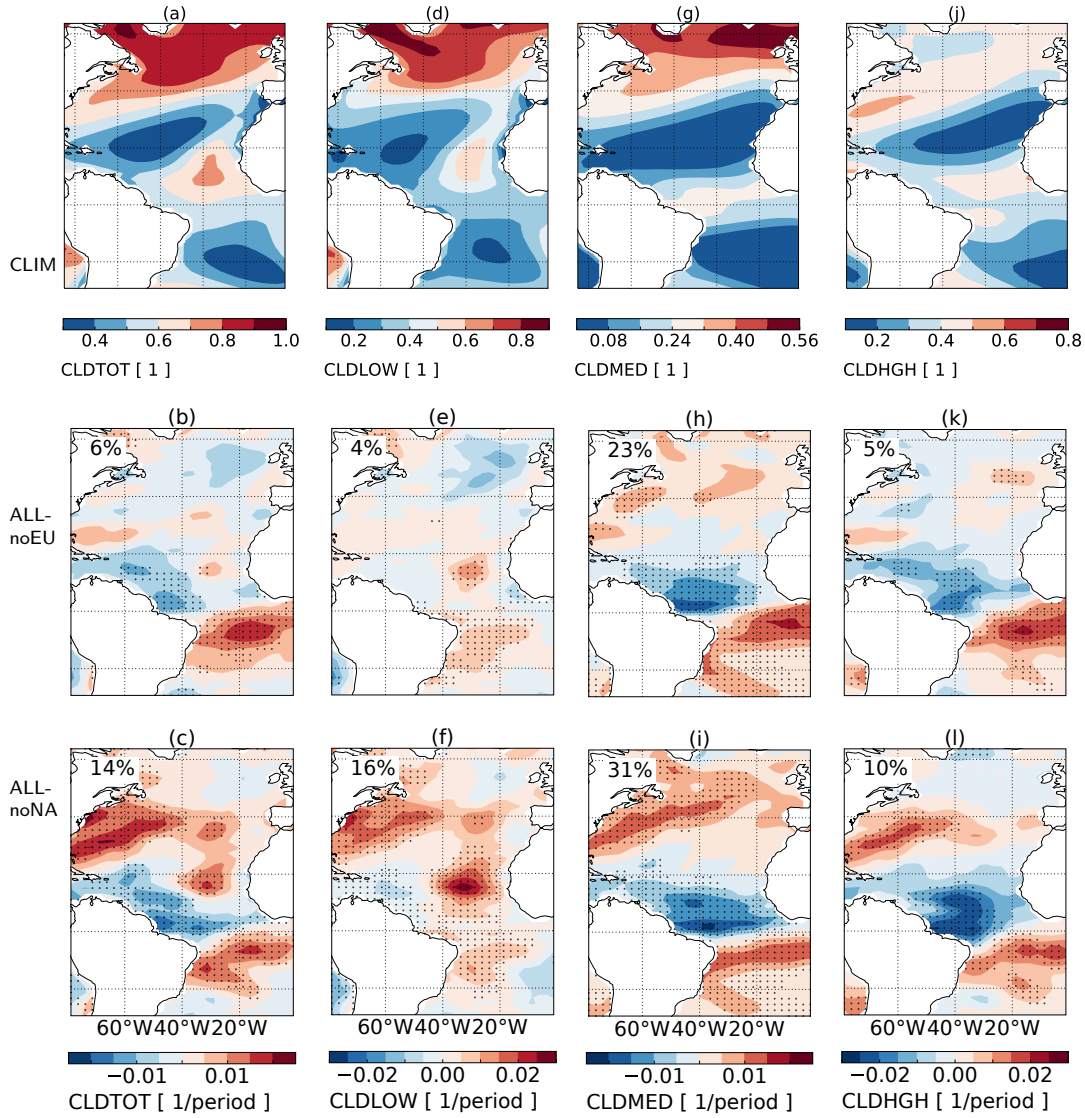 (a) (d) (g) (j)
CLIM
0.4 0.6 0.8 1.0 0.2 0.4 0.6 0.8 0.08 0.24 0.40 0.56 0.2 0.4 0.6 0.8
CLDTOT [ 1 ] CLDLOW [ 1 ] CLDMED [ 1 ] CLDHGH [ 1 ]
(b) (e) (h) (k)
6% 4% 23% 5%
ALL-
noEU
(c) (f) (i) (l)
14% 16% 31% 10%
ALL-
noNA
60°W40°W20°W 60°W40°W20°W 60°W40°W20°W 60°W40°W20°W
−0.01 0.01 −0.02 0.00 0.02 −0.01 0.01 −0.02 0.00 0.02
CLDTOT [ 1/period ] CLDLOW [ 1/period ] CLDMED [ 1/period ] CLDHGH [ 1/period ]